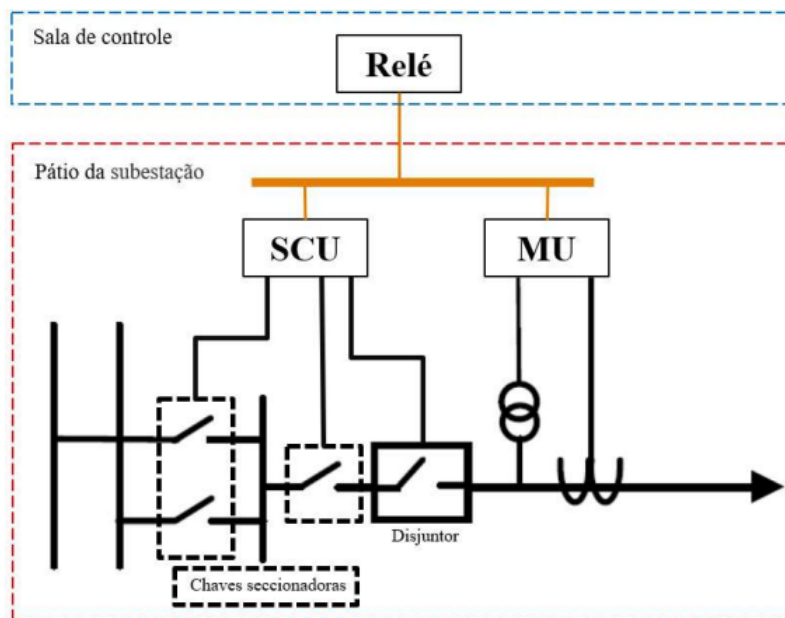 Sala de controle
Relé
Pátio da subestação
SCU
MU
Disjuntor
Chaves seccionadoras